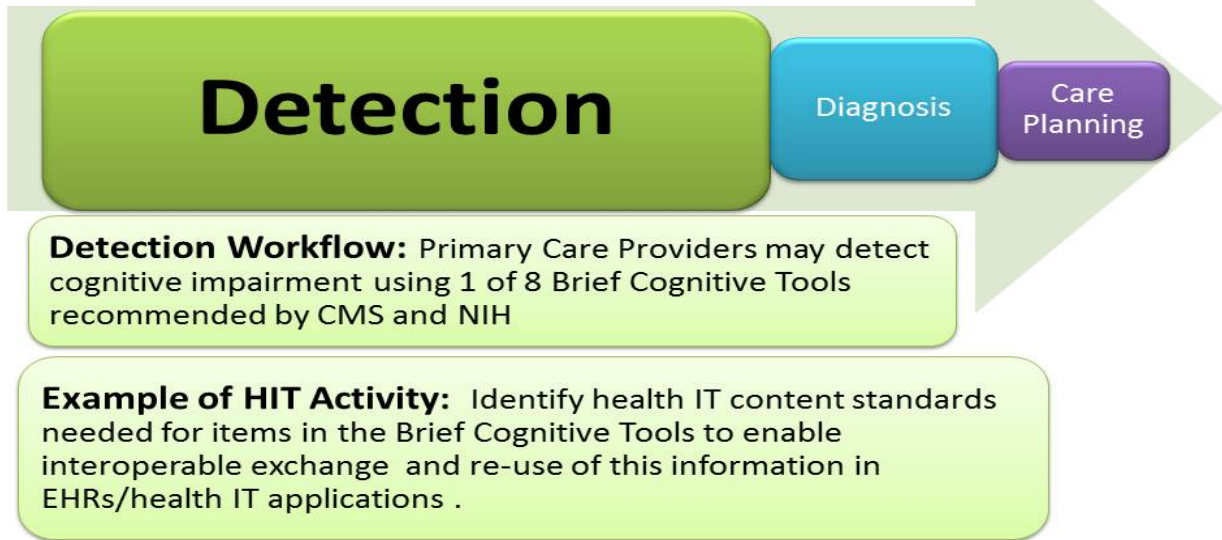 Detection
Diagnosis
Care
Planning
Detection Workflow: Primary Care Providers may detect
cognitive impairment using 1 of 8 Brief Cognitive Tools
recommended by CMS and NIH
Example of HIT Activity:  Identify health IT content standards
needed for items in the Brief Cognitive Tools to enable
interoperable exchange  and re-use of this information in
EHRs/health IT applications .